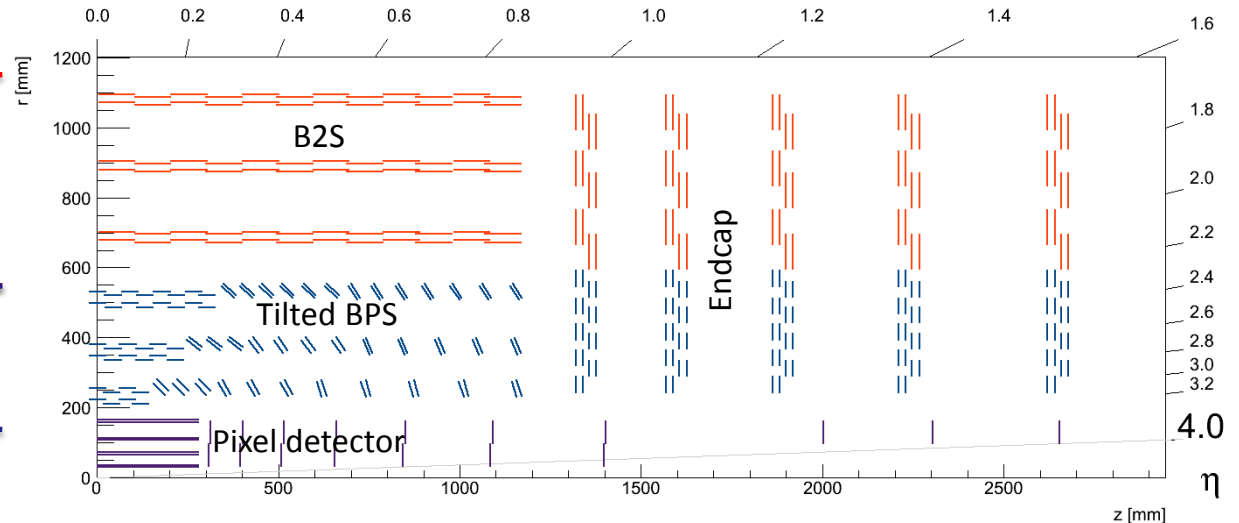 0.0 0.2 0.4 0.6 0.8 1.0 1.2 1.4 1.6
1200
r [mm]
1000
800
600
400
200
0
B2S
Tilted BPS
Pixel detector
Endcap
1.8
2.0
2.2
2.4
2.6
2.8
3.0
3.2
4.0
η
0 500 1000 1500 2000 2500
z [mm]